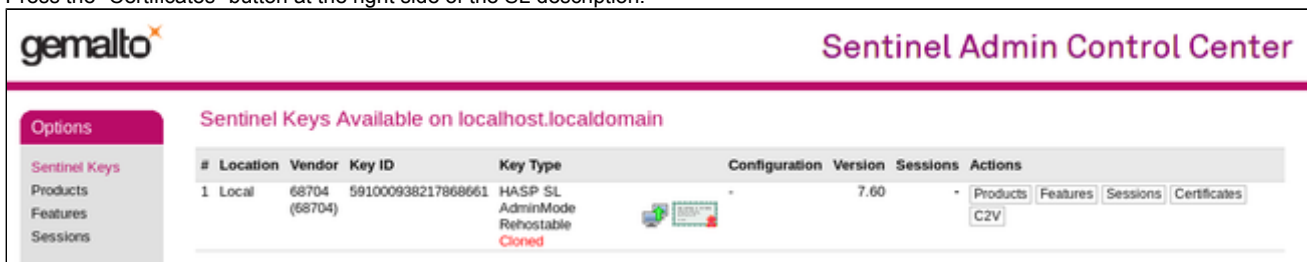 Press the "Certificates" button at the right side of the SL description.
gemalto
Sentinel Admin Control Center
Options
Sentinel Keys
Products
Features
Sessions
Sentinel Keys Available on localhost.localdomain
# Location Vendor Key ID Key Type Configuration Version Sessions Actions
1 Local 68704 591000938217868661 HASP SL - 7.60 - Products Features Sessions Certificates
(68704) AdminMode C2V
Rehostable
Cloned